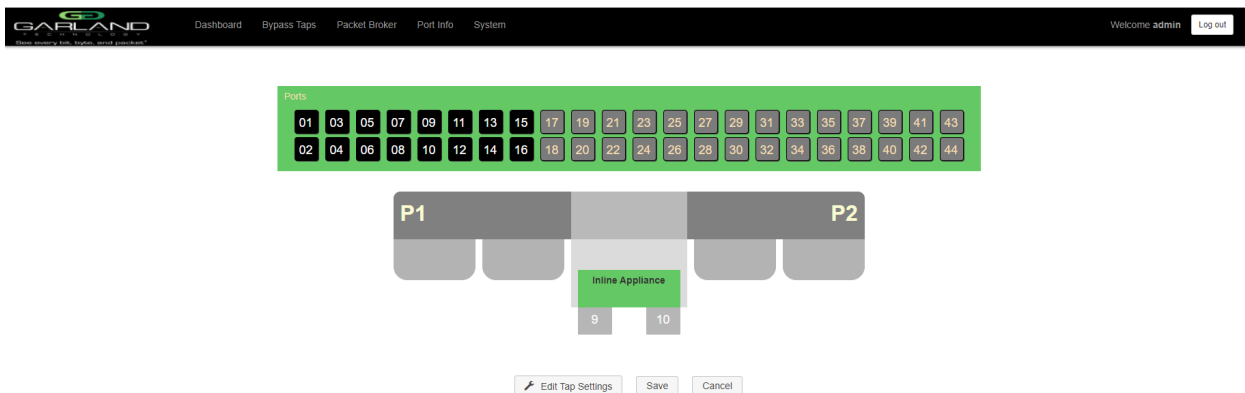 GARLAND
TECHNOLOGY
See every bit, byte, and packet®
Dashboard Bypass Taps Packet Broker Port Info System
Welcome admin Log out
Ports
01 03 05 07 09 11 13 15 17 19 21 23 25 27 29 31 33 35 37 39 41 43
02 04 06 08 10 12 14 16 18 20 22 24 26 28 30 32 34 36 38 40 42 44
P1 P2
Inline Appliance
9 10
Edit Tap Settings Save Cancel